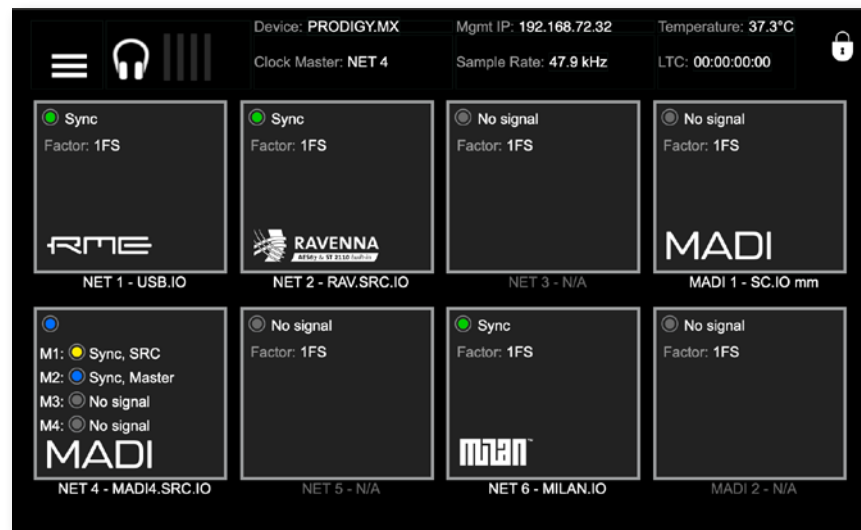 Device: PRODIGY.MX
Mgmt IP: 192.168.72.32
Temperature: 37.3°C
Clock Master: NET 4
Sample Rate: 47.9 kHz
LTC: 00:00:00:00
Sync
Factor: 1FS
RME
NET 1 - USB.IO
Sync
Factor: 1FS
RAVENNA
AES67 & ST 2110 built-in
NET 2 - RAV.SRC.IO
No signal
Factor: 1FS
NET 3 - N/A
No signal
Factor: 1FS
MADI
MADI 1 - SC.IO mm
M1: Sync, SRC
M2: Sync, Master
M3: No signal
M4: No signal
MADI
NET 4 - MADI4.SRC.IO
No signal
Factor: 1FS
NET 5 - N/A
Sync
Factor: 1FS
milan
NET 6 - MILAN.IO
No signal
Factor: 1FS
MADI 2 - N/A